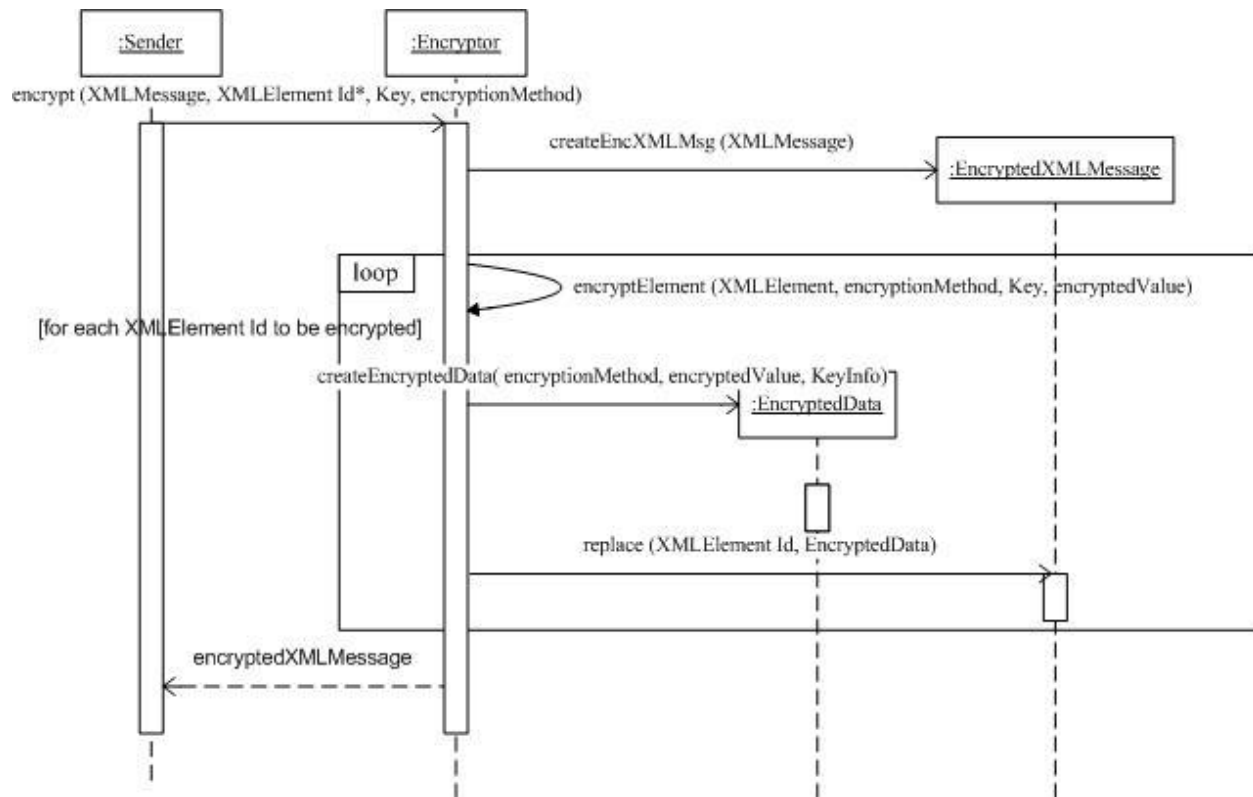 :Sender
:Encryptor
encrypt (XMLMessage, XMLElement Id*, Key, encryptionMethod)
createEncXMLMsg (XMLMessage)
:EncryptedXMLMessage
loop
encryptElement (XMLElement, encryptionMethod, Key, encryptedValue)
[for each XMLElement Id to be encrypted]
createEncryptedData( encryptionMethod, encryptedValue, KeyInfo)
:EncryptedData
replace (XMLElement Id, EncryptedData)
encryptedXMLMessage